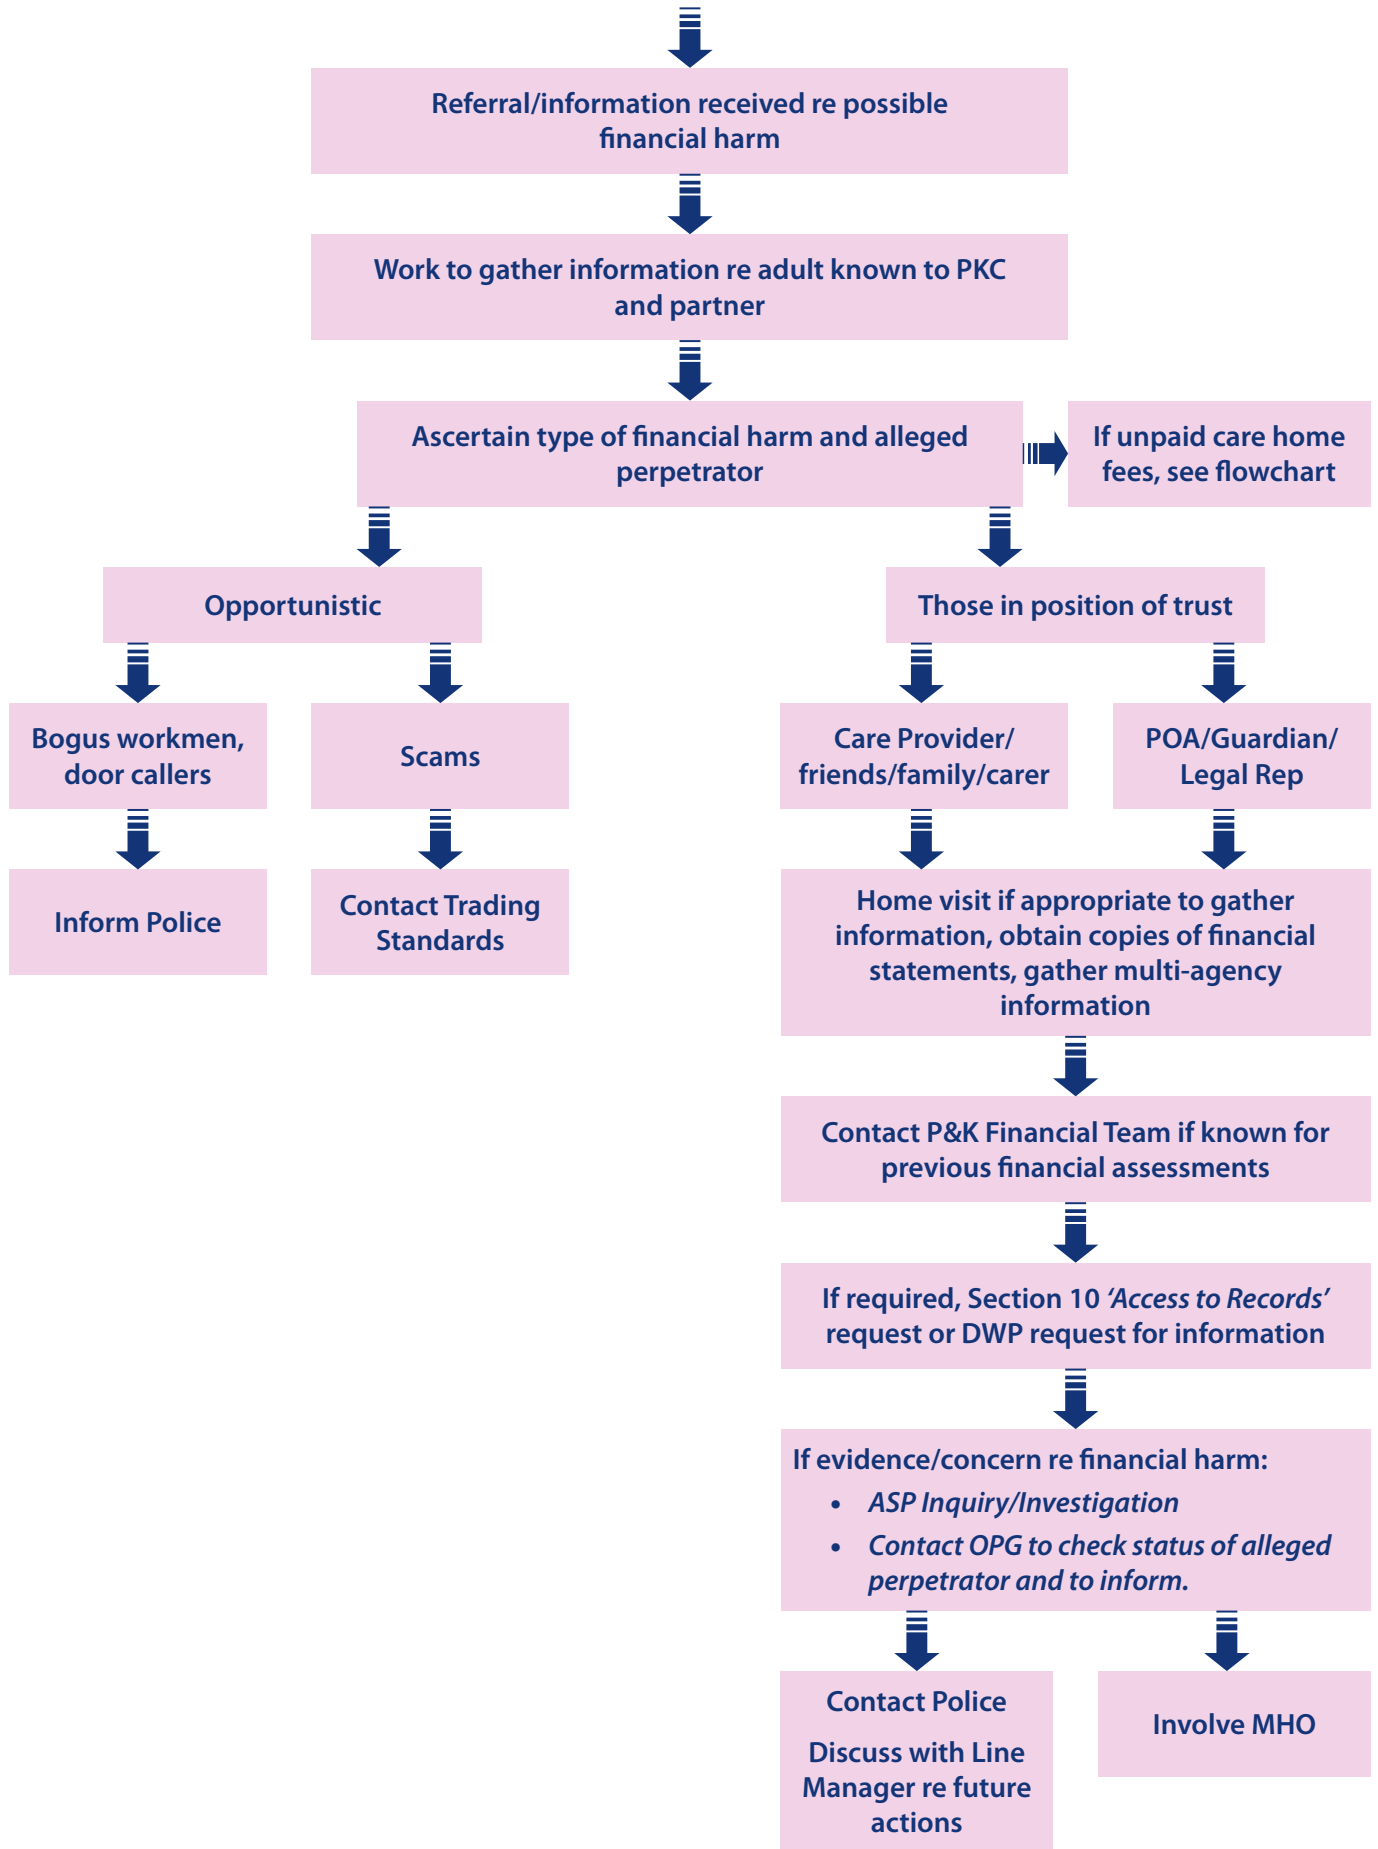 Referral/information received re possible
financial harm
Work to gather information re adult known to PKC
and partner
Ascertain type of financial harm and alleged
perpetrator
If unpaid care home
fees, see flowchart
Opportunistic
Those in position of trust
Bogus workmen,
door callers
Scams
Care Provider/
friends/family/carer
POA/Guardian/
Legal Rep
Inform Police
Contact Trading
Standards
Home visit if appropriate to gather
information, obtain copies of financial
statements, gather multi-agency
information
Contact P&K Financial Team if known for
previous financial assessments
If required, Section 10 ‘Access to Records’
request or DWP request for information
If evidence/concern re financial harm:
• ASP Inquiry/Investigation
• Contact OPG to check status of alleged
perpetrator and to inform.
Contact Police
Discuss with Line
Manager re future
actions
Involve MHO